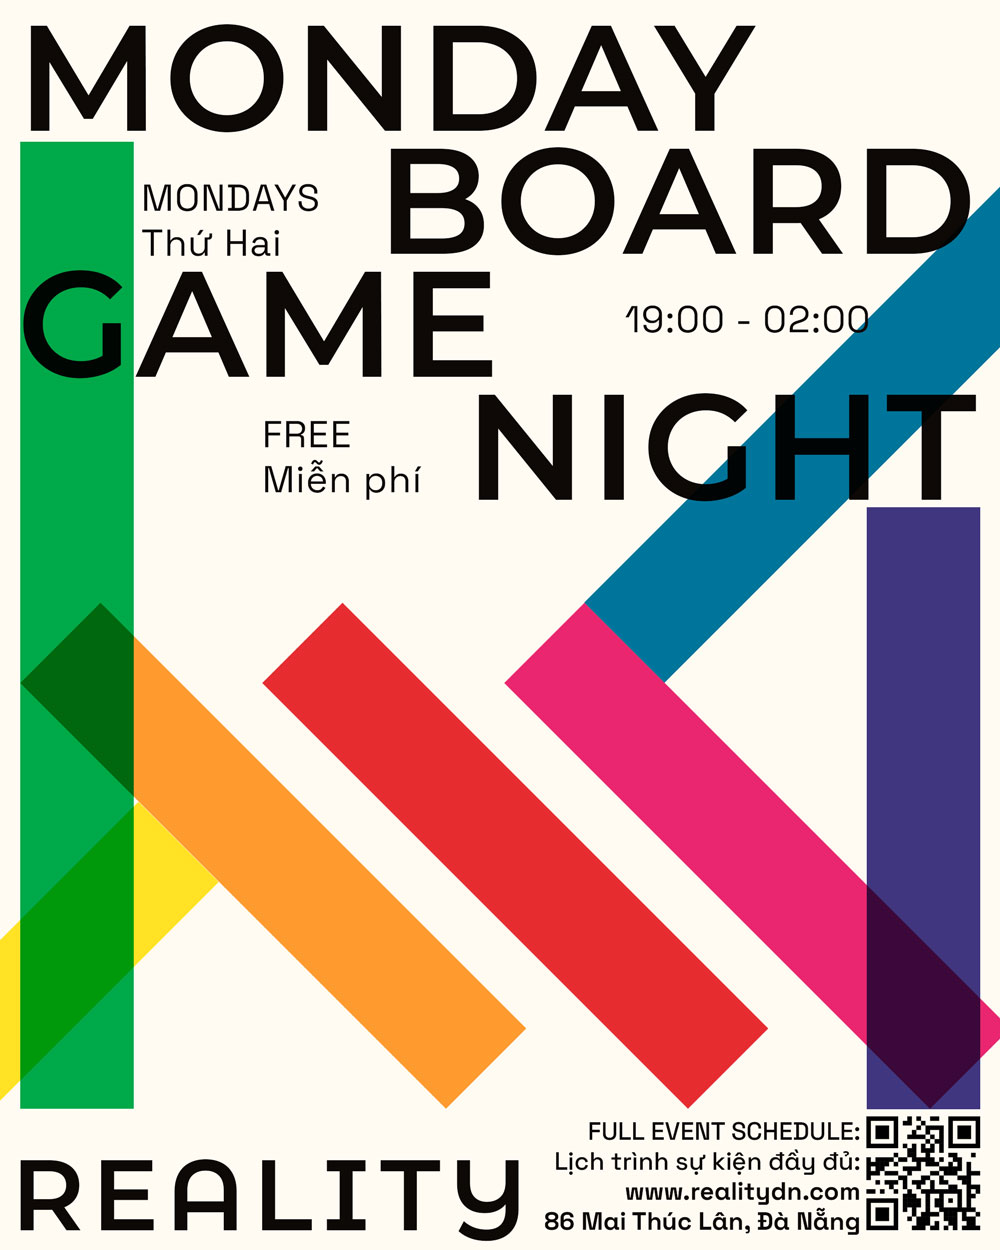 MONDAY
BOARD
MONDAYS
Thứ Hai
GAME
19:00 - 02:00
NIGHT
FREE
Miễn phí
FULL EVENT SCHEDULE:
Lịch trình sự kiện đầy đủ:
www.realitydn.com
86 Mai Thúc Lân, Đà Nẵng
REALITY